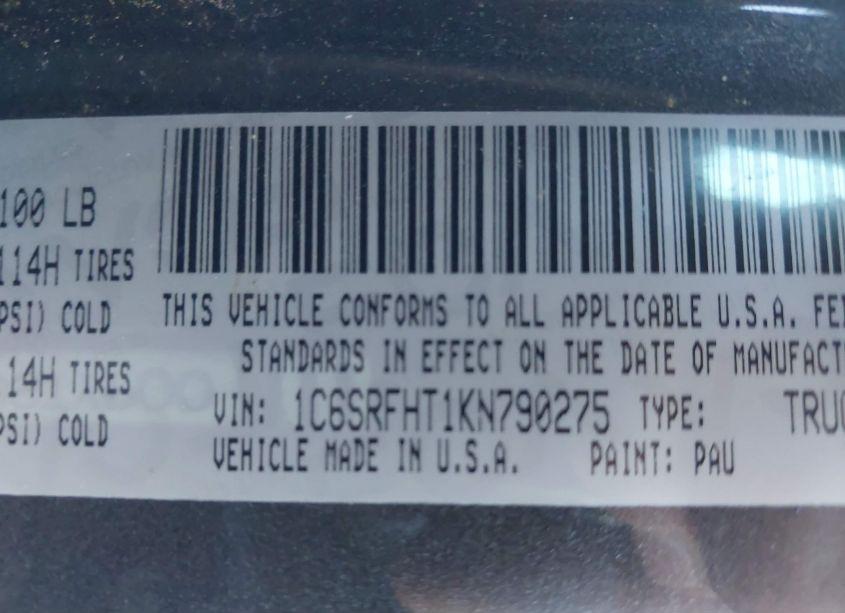 100 LB
114H TIRES
PSI) COLD
14H TIRES
PSI) COLD
THIS VEHICLE CONFORMS TO ALL APPLICABLE U.S.A.
STANDARDS IN EFFECT ON THE DATE OF
VIN: 1C6SRFHT1KN790275 TYPE:
VEHICLE MADE IN U.S.A. PAINT: PAU